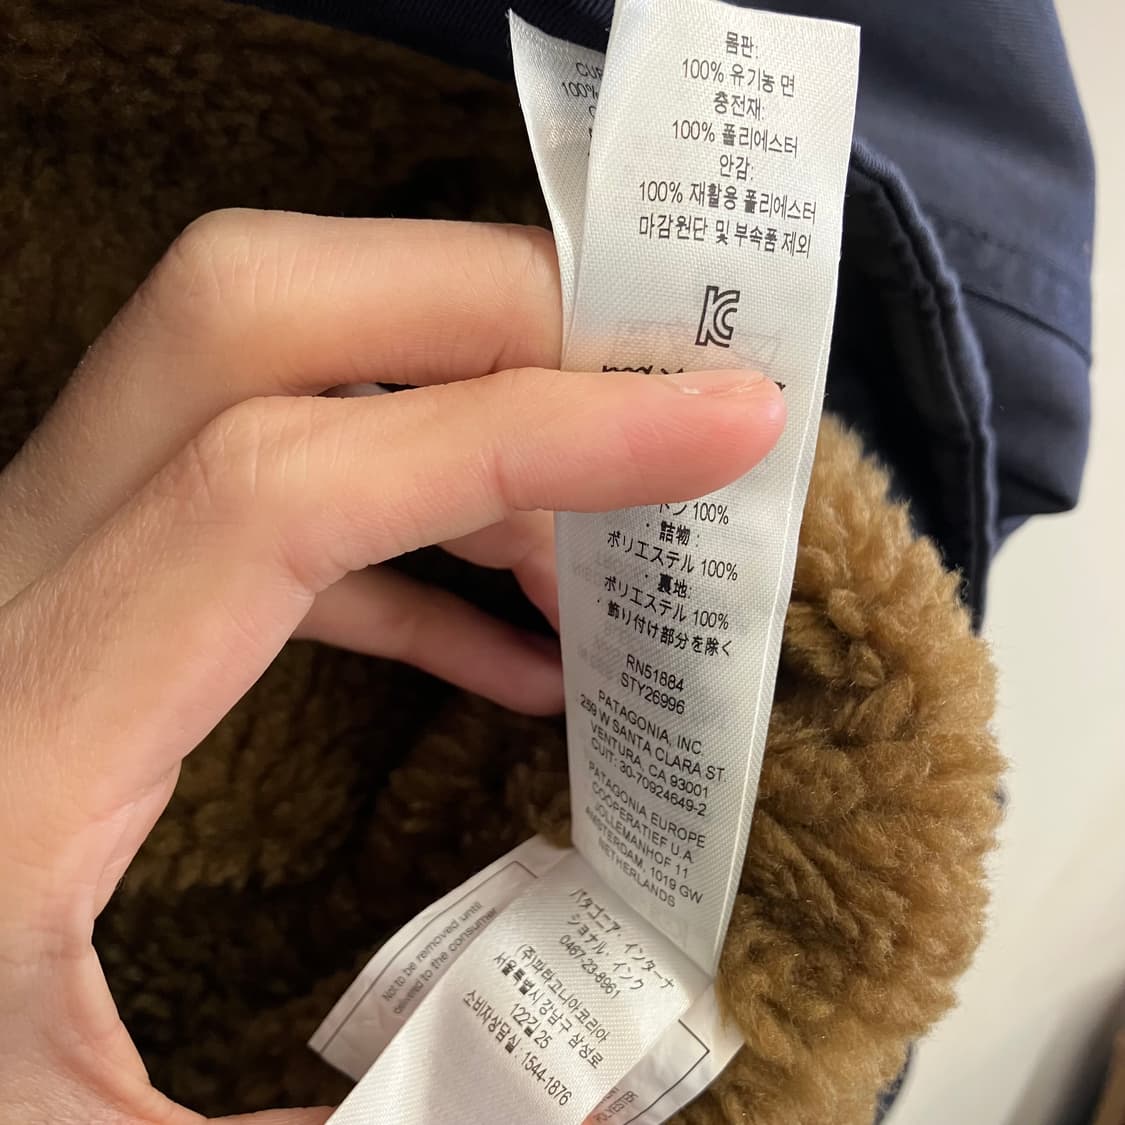 몸판:
100% 유기농 면
충전재:
100% 폴리에스터
안감:
100% 재활용 폴리에스터
마감원단 및 부속품 제외
100%
ドン 100%
・詰物:
ポリエステル 100%
・裏地:
ポリエステル 100%
・飾り付け部分を除く
RN51884
STY26996
PATAGONIA, INC.
259 W SANTA CLARA ST.
VENTURA, CA 93001
CUIT: 30-70924649-2
PATAGONIA EUROPE
COOPERATIEF U.A.
JOLLEMANHOF 11
AMSTERDAM, 1019 GW
NETHERLANDS
パタゴニア・インターナ
ショナル・インク
0467-23-8961
(주)파타고니아코리아
서울특별시 강남구 삼성로
122길 25
소비자상담실 : 1544-1876
Not to be removed until
delivered to the consumer
POLYESTER